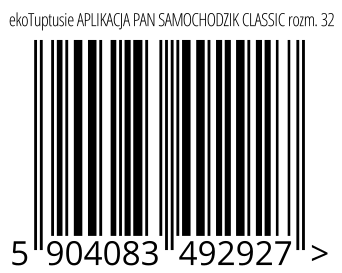 ekoTuptusie APLIKACJA PAN SAMOCHODZIK CLASSIC rozm. 32
5 904083 492927 >